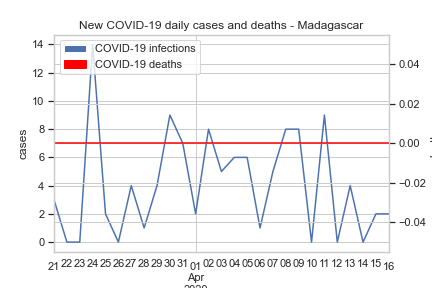 New COVID-19 daily cases and deaths - Madagascar
COVID-19 infections
COVID-19 deaths
cases
14
12
10
8
6
4
2
0
0.04
0.02
0.00
−0.02
−0.04
21 22 23 24 25 26 27 28 29 30 31 01 02 03 04 05 06 07 08 09 10 11 12 13 14 15 16
Apr